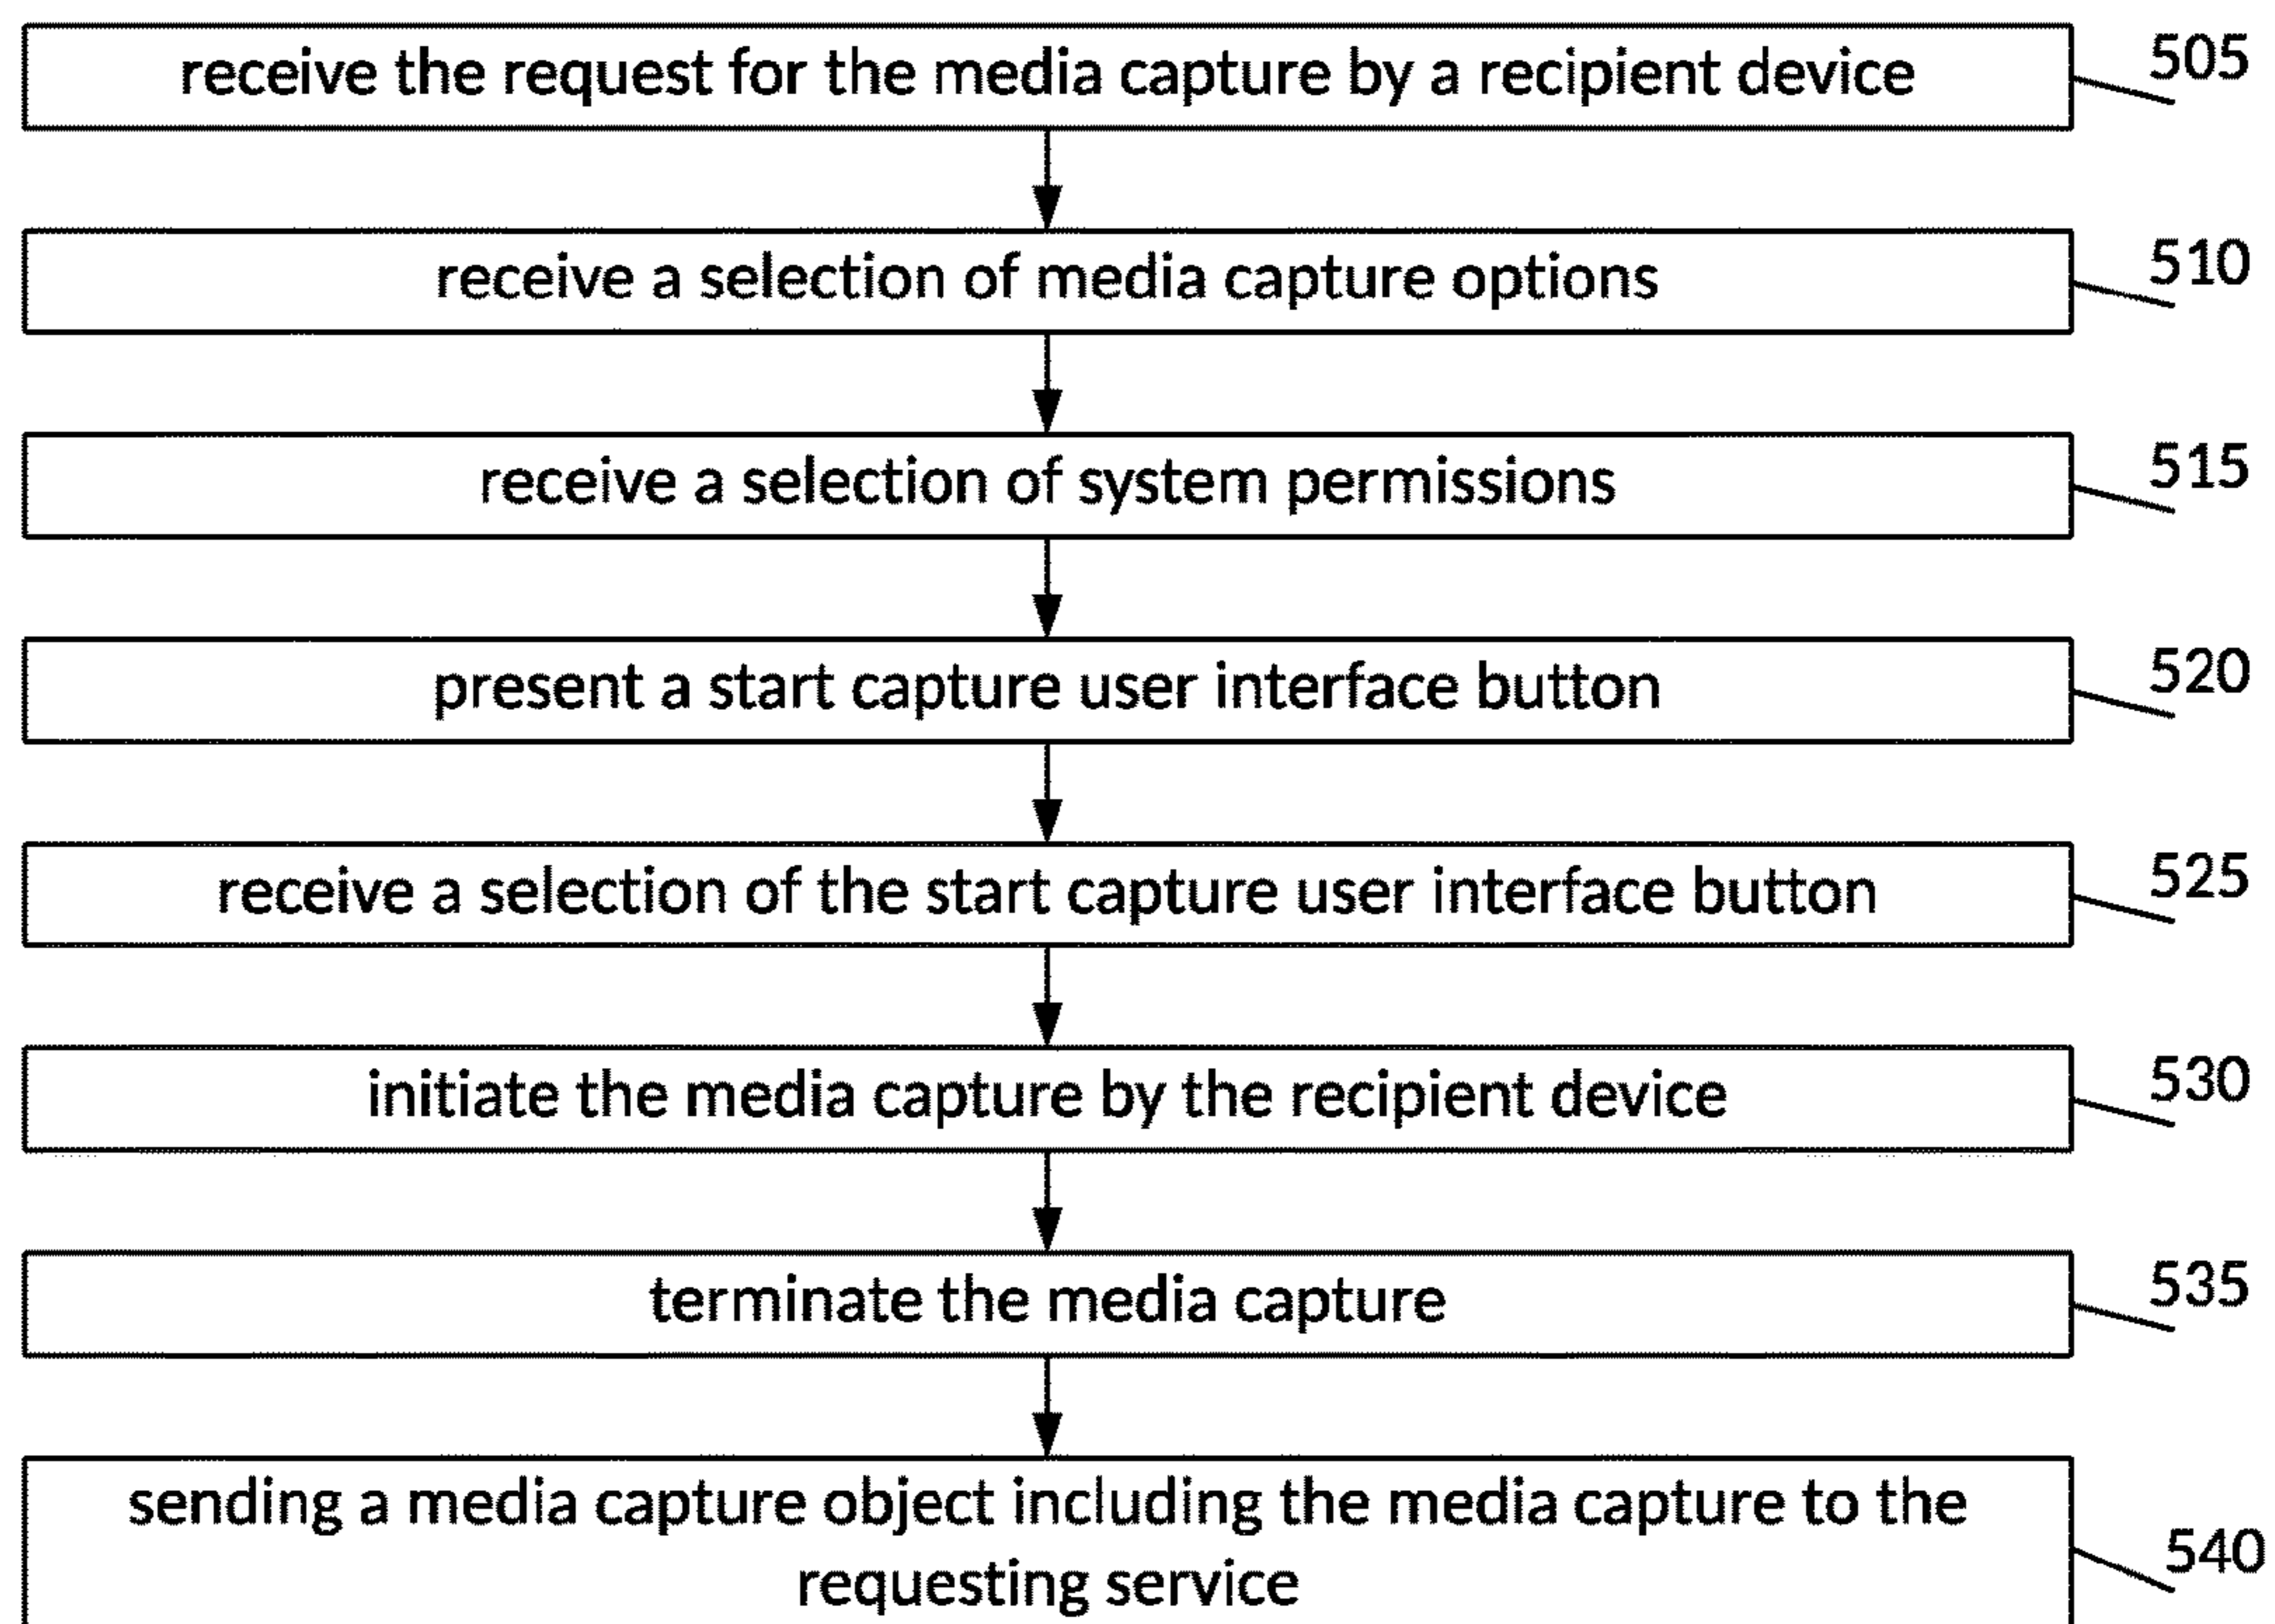 receive the request for the media capture by a recipient device
505
receive a selection of media capture options
510
receive a selection of system permissions
515
present a start capture user interface button
520
receive a selection of the start capture user interface button
525
initiate the media capture by the recipient device
530
terminate the media capture
535
sending a media capture object including the media capture to the
requesting service
540